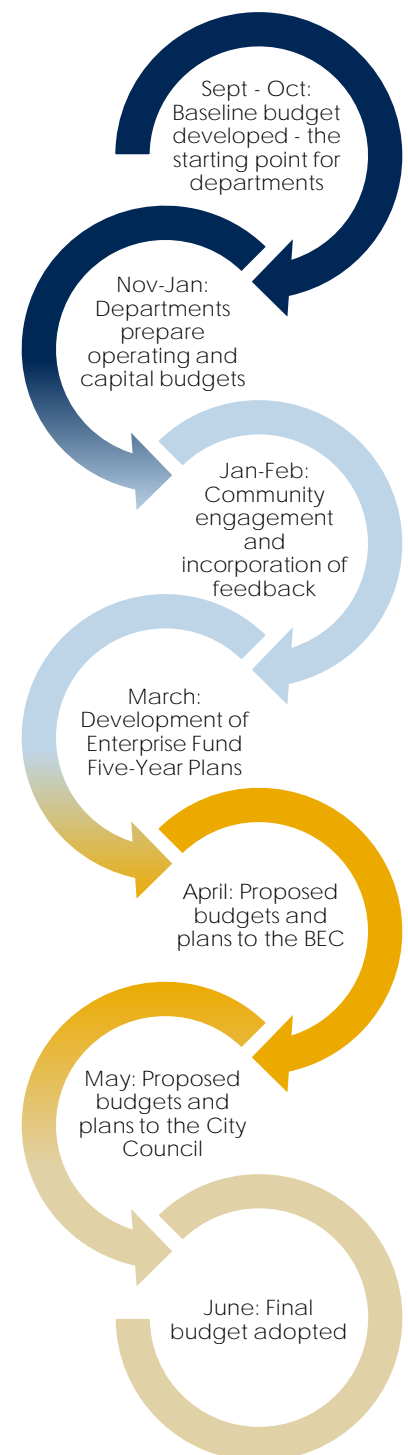 Sept - Oct:
Baseline budget
developed - the
starting point for
departments
Nov-Jan:
Departments
prepare
operating and
capital budgets
Jan-Feb:
Community
engagement
and
incorporation of
feedback
March:
Development of
Enterprise Fund
Five-Year Plans
April: Proposed
budgets and
plans to the BEC
May: Proposed
budgets and
plans to the City
Council
June: Final
budget adopted